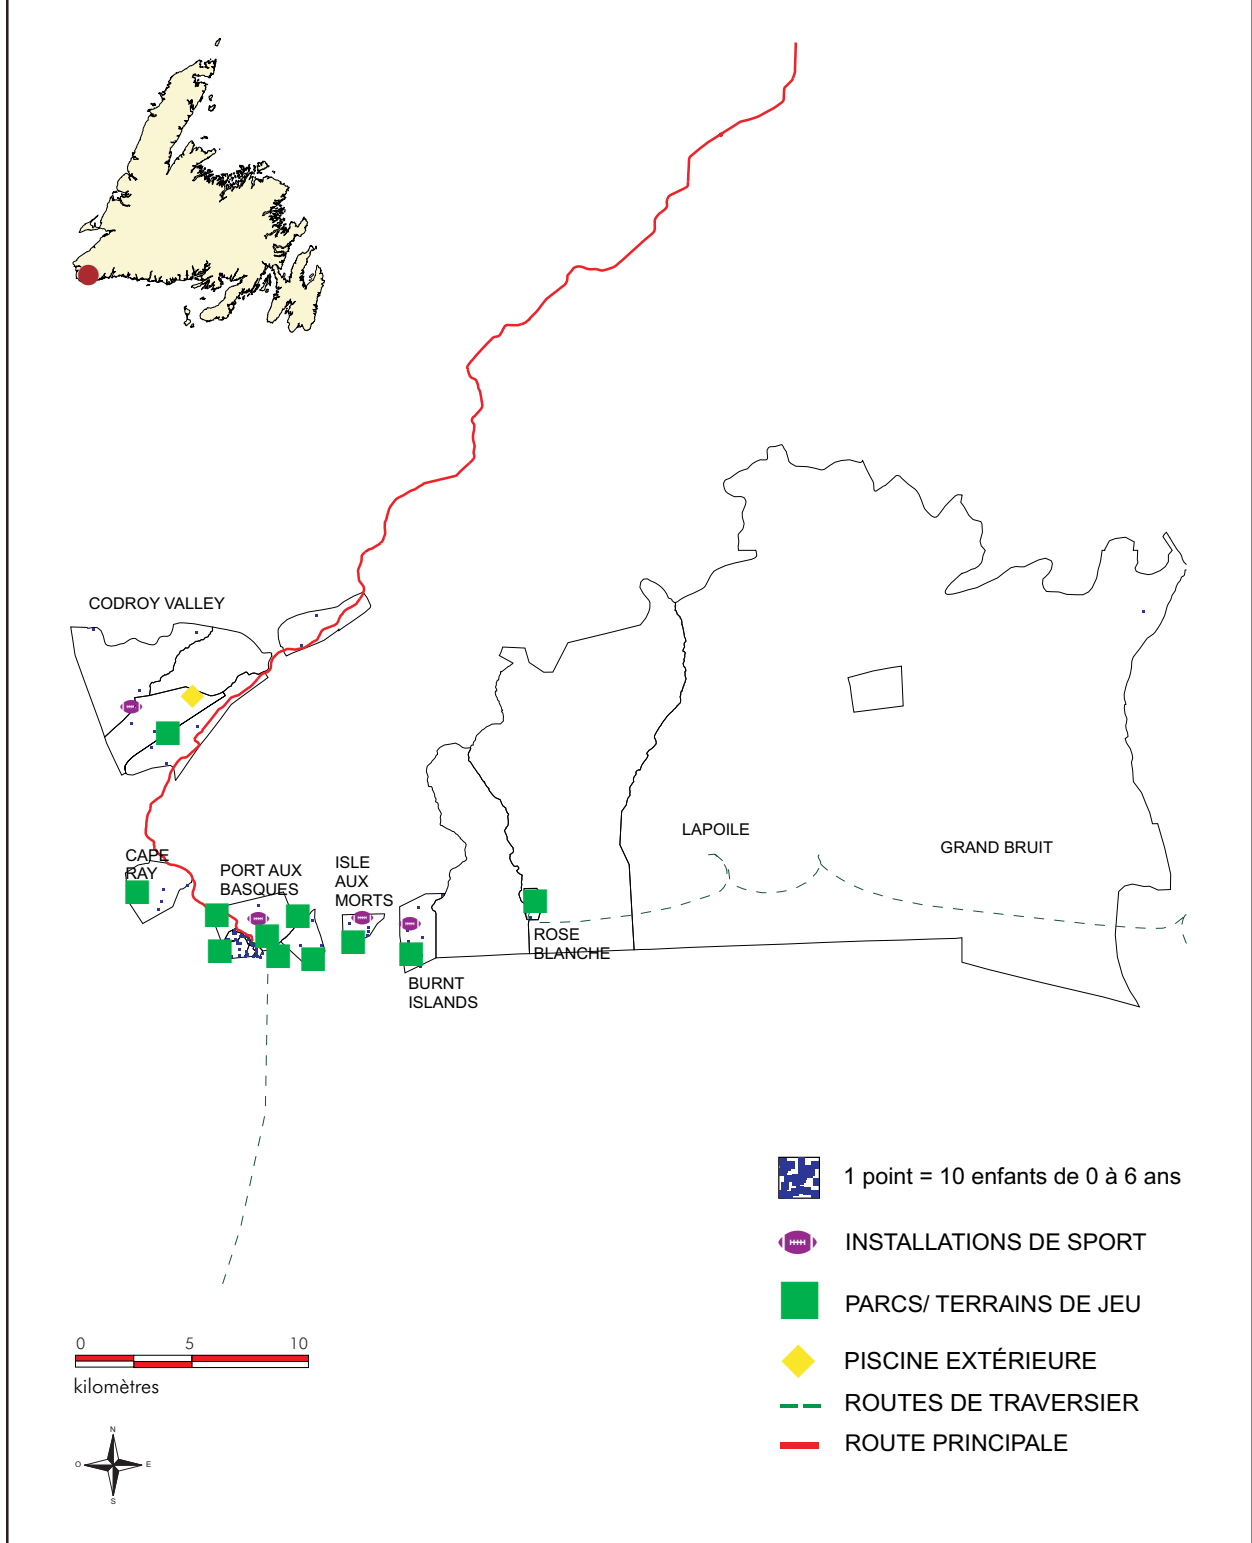 CODROY VALLEY
CAPE
RAY
PORT AUX
BASQUES
ISLE
AUX
MORTS
LAPOILE
GRAND BRUIT
ROSE
BLANCHE
BURNT
ISLANDS
1 point = 10 enfants de 0 à 6 ans
INSTALLATIONS DE SPORT
PARCS/ TERRAINS DE JEU
PISCINE EXTÉRIEURE
ROUTES DE TRAVERSIER
ROUTE PRINCIPALE
0 5 10
kilomètres
N
O E
S